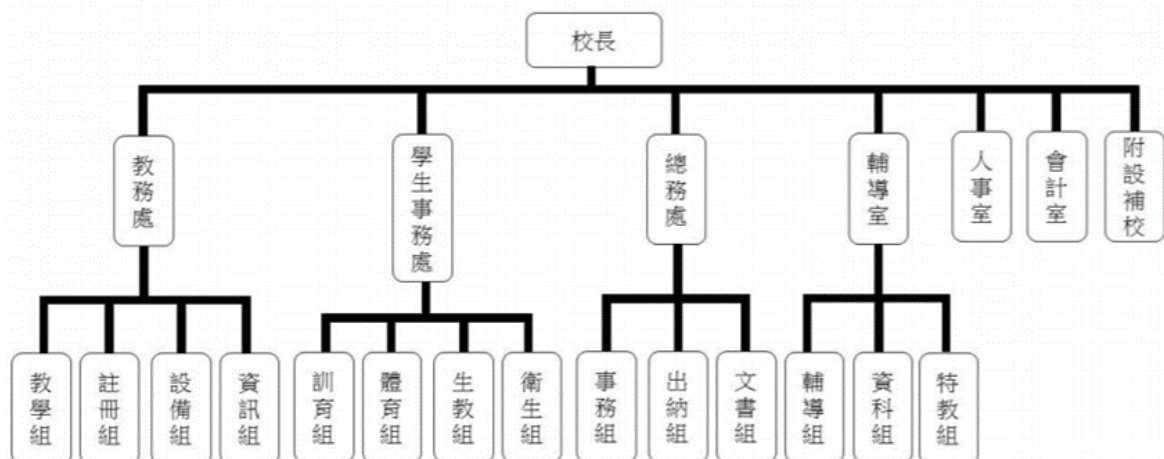 校長
教務處
學生事務處
總務處
輔導室
人事室
會計室
附設補校
教學組
註冊組
設備組
資訊組
訓育組
體育組
生教組
衛生組
事務組
出納組
文書組
輔導組
資料組
特教組